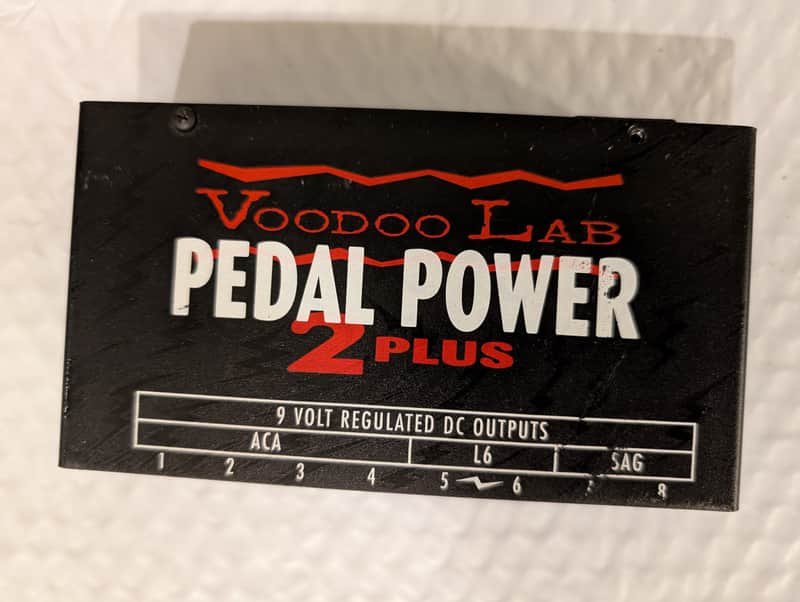 VOODOO LAB
PEDAL POWER
2 PLUS
9 VOLT REGULATED DC OUTPUTS
ACA L6 SAG
1 2 3 4 5 6 8